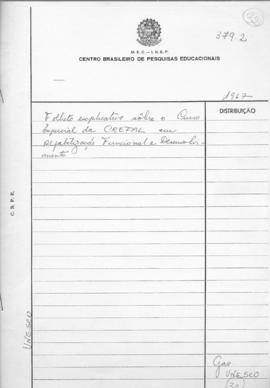 379.2
M.E.C. — I.N.E.P.
CENTRO BRASILEIRO DE PESQUISAS EDUCACIONAIS
1967
DISTRIBUIÇÃO
Folheto explicativo sôbre o Curso
Especial da CREFAL em
Alfabetização Funcional e Desenvolvi-
mento
C. B. P. E.
UNESCO
UNESCO